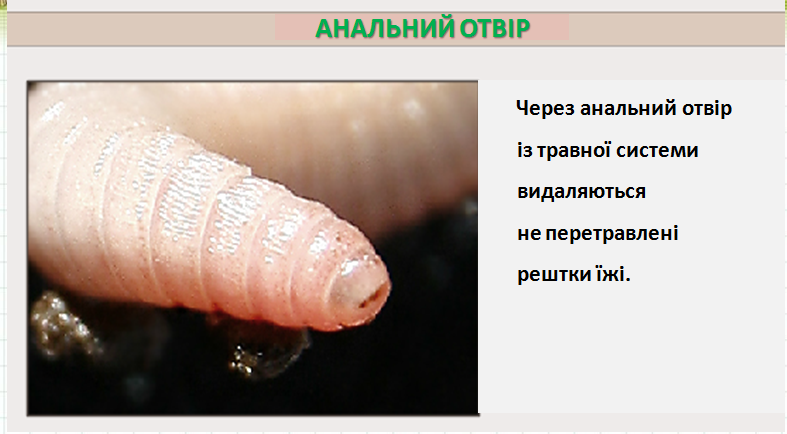 АНАЛЬНИЙ ОТВІР
Через анальний отвір
із травної системи
видаляються
не перетравлені
рештки їжі.